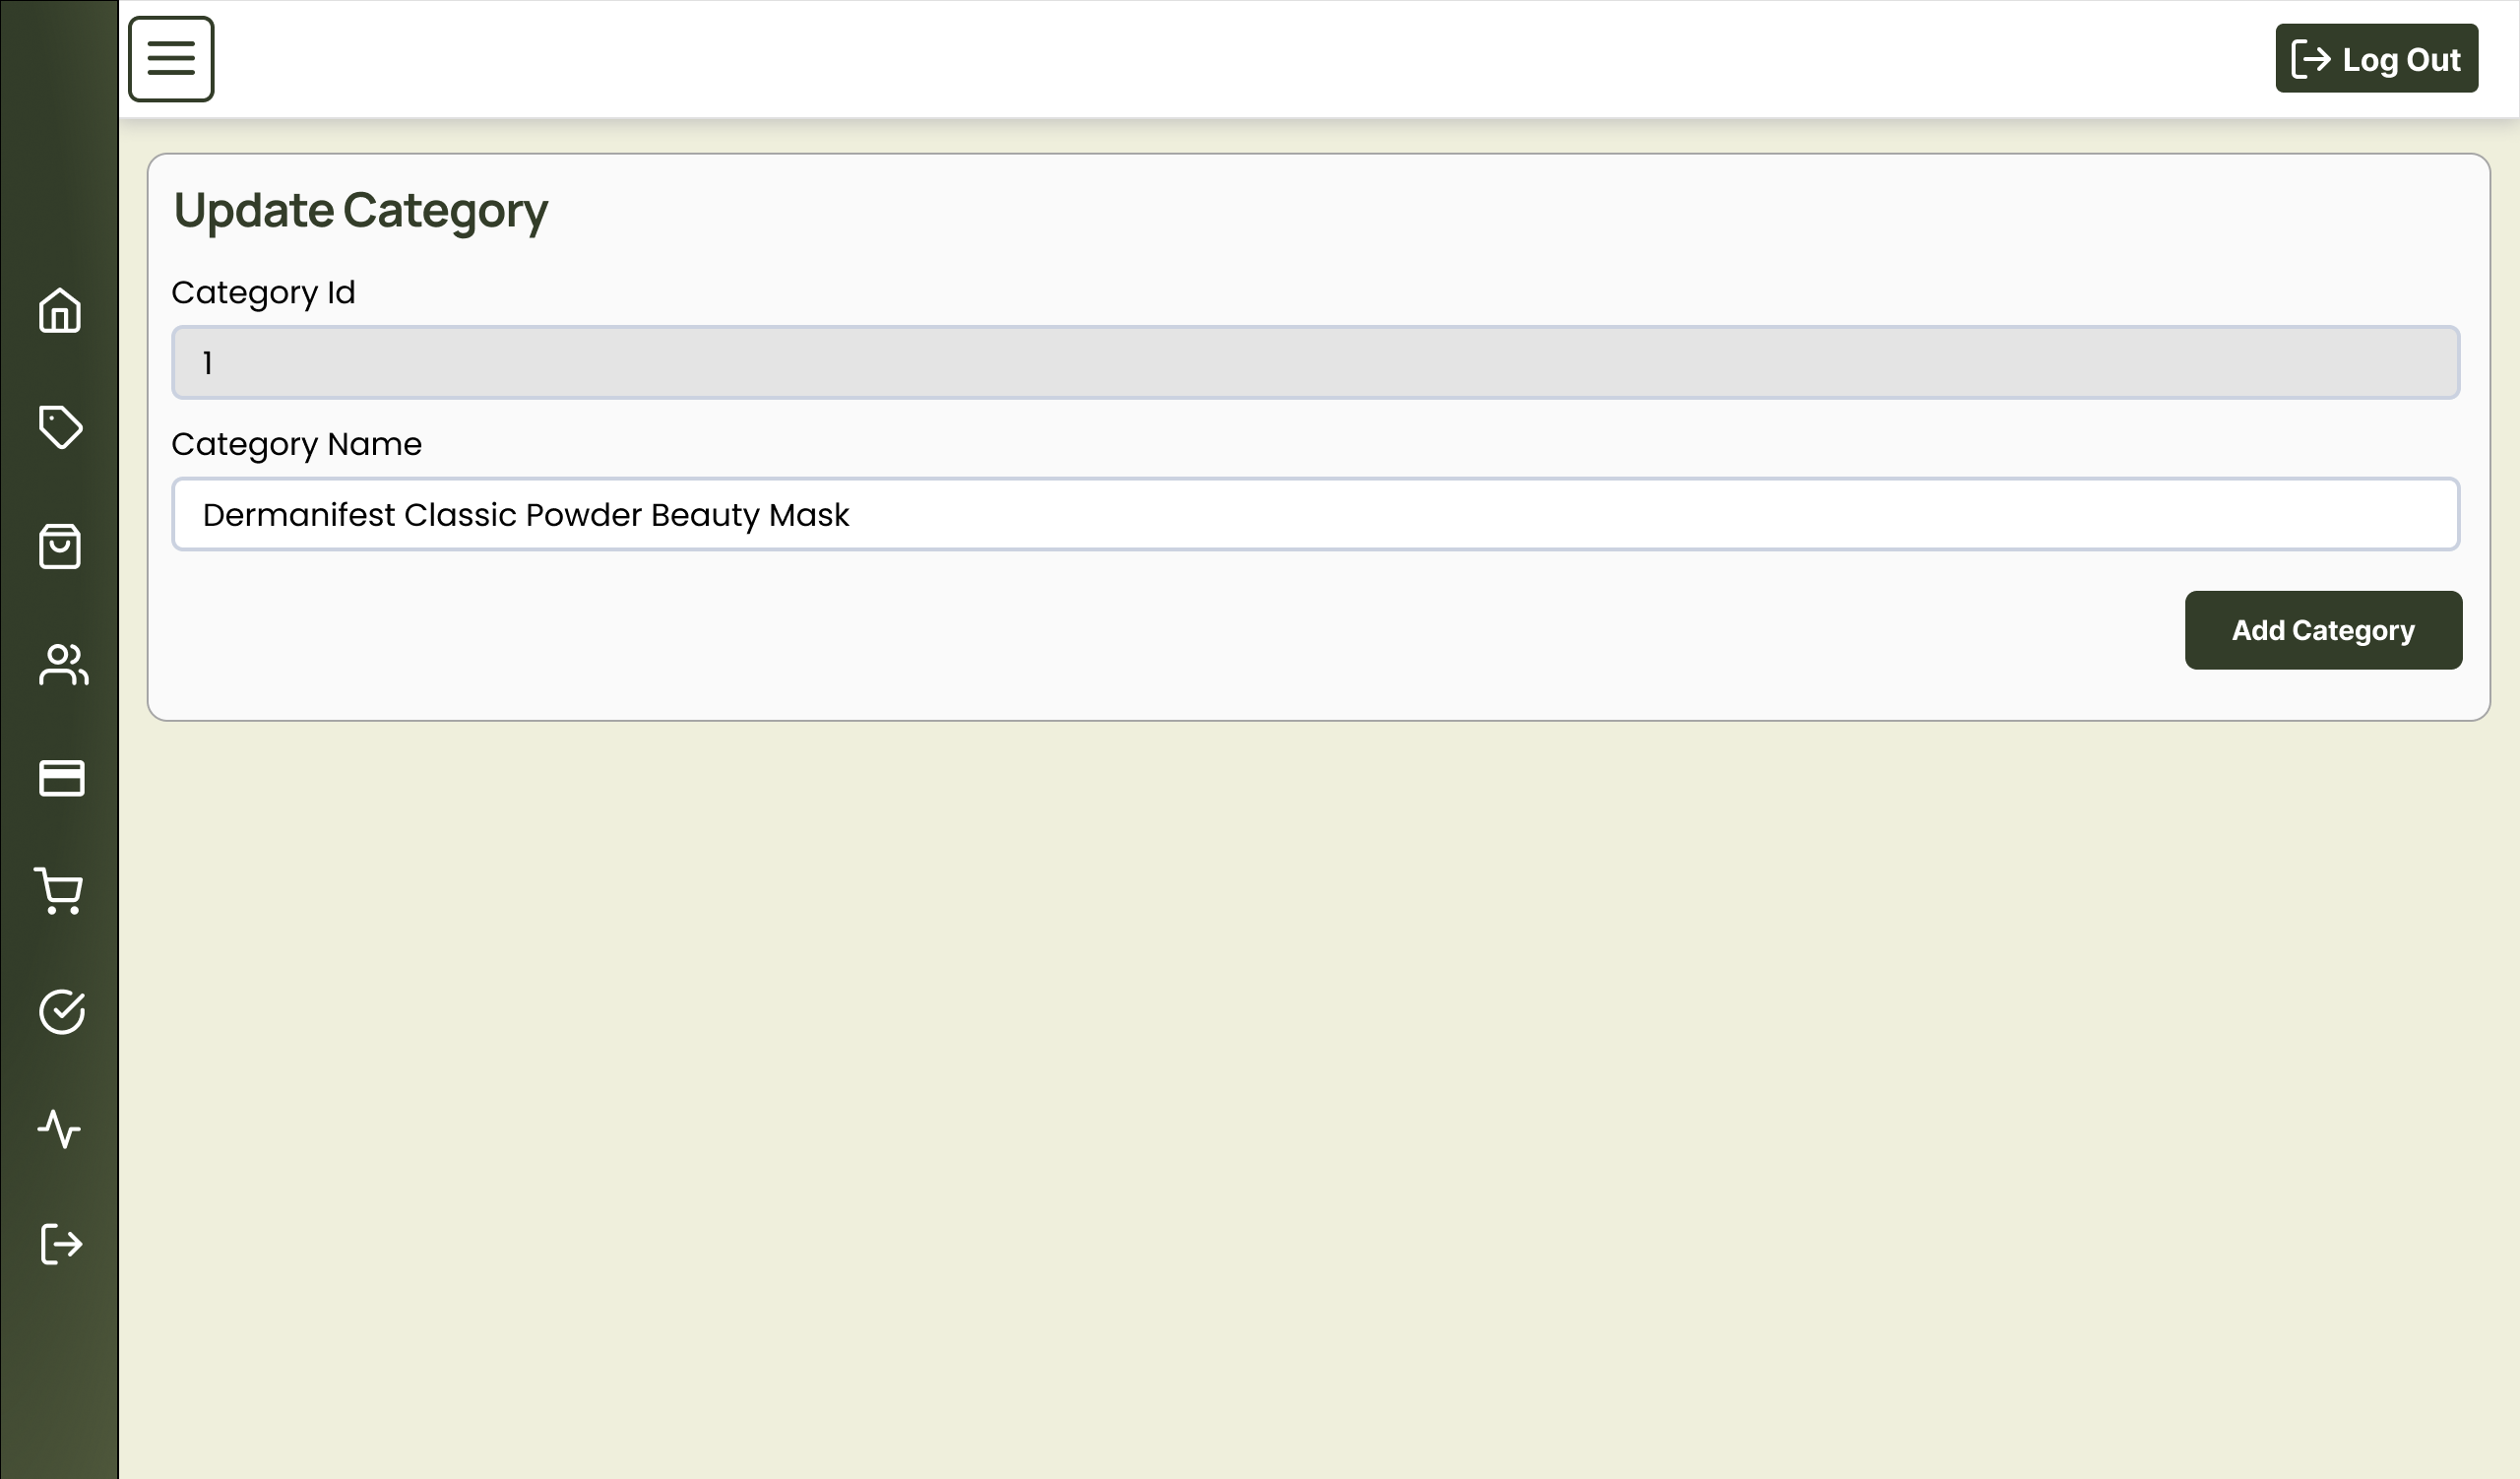 Log Out
Update Category
Category Id
1
Category Name
Dermanifest Classic Powder Beauty Mask
Add Category